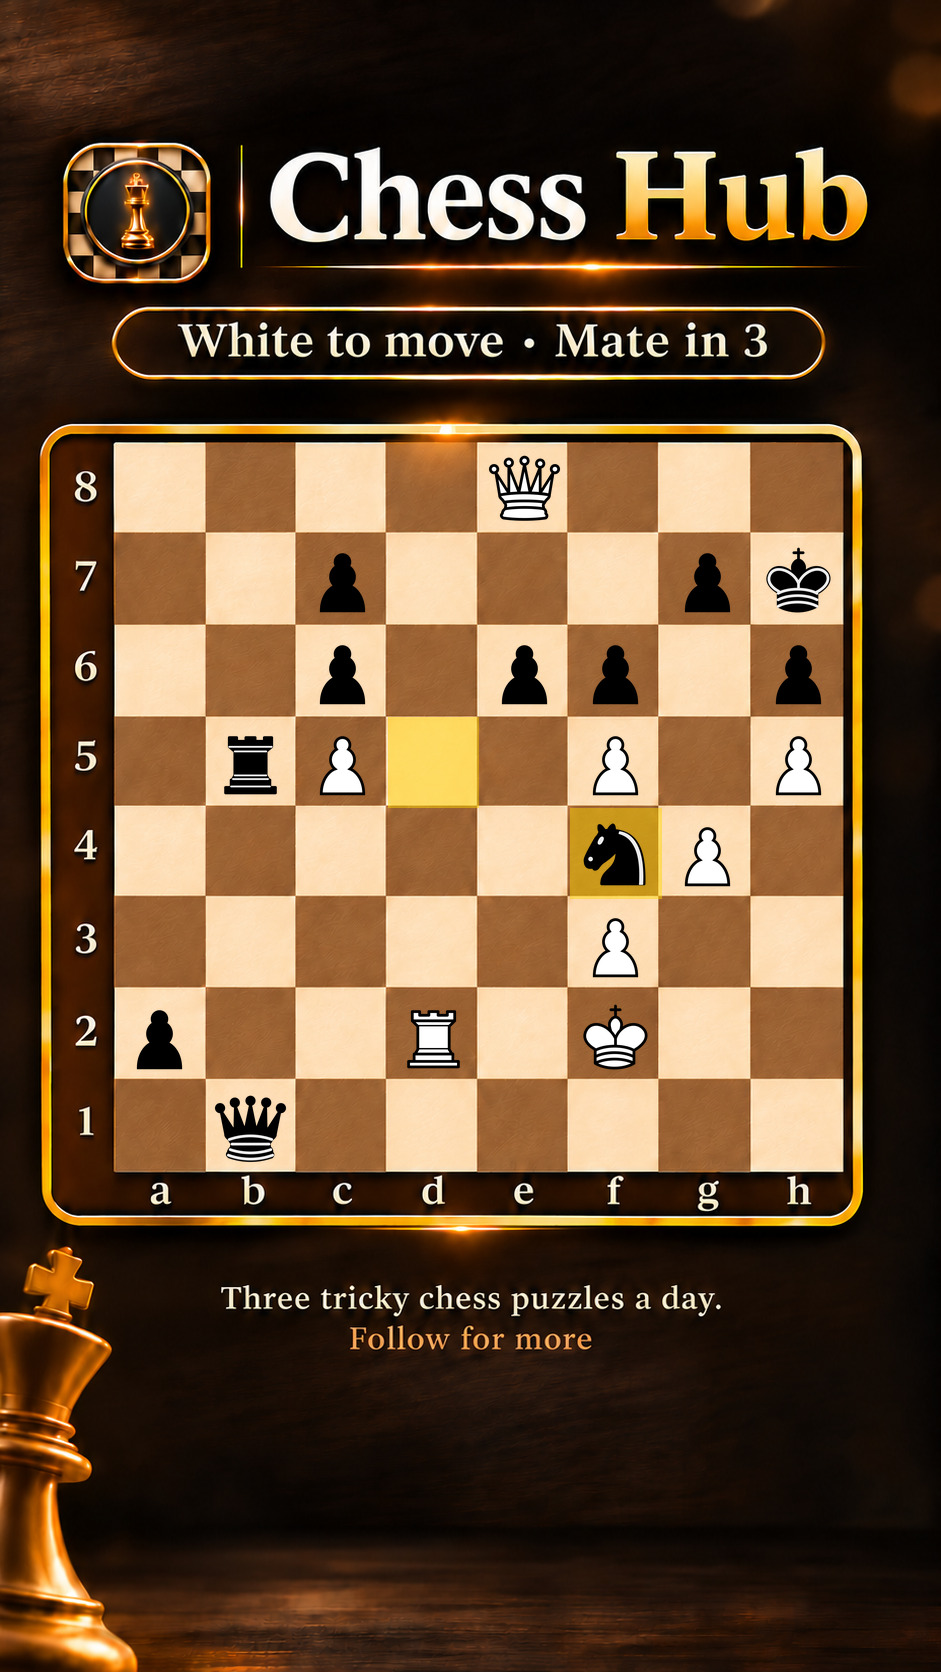 Chess Hub
White to move • Mate in 3
8
7
6
5
4
3
2
1
a b c d e f g h
Three tricky chess puzzles a day.
Follow for more